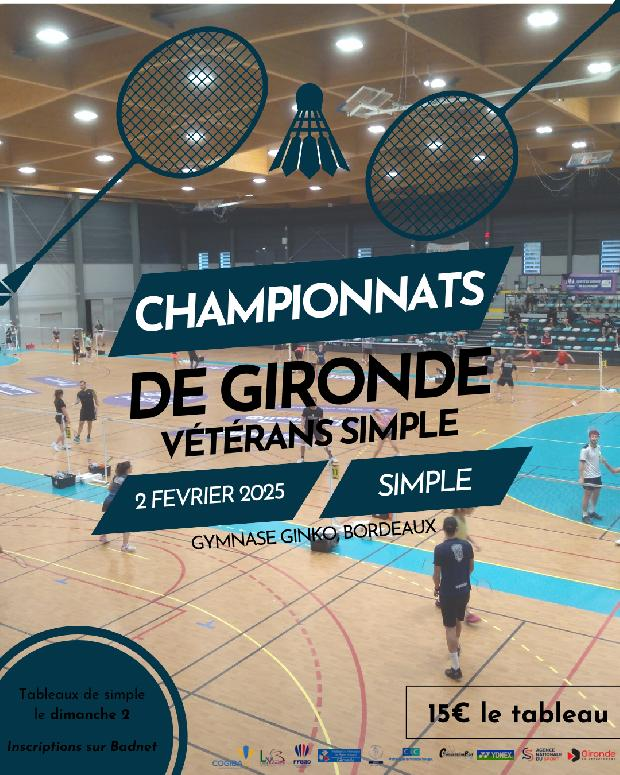 CHAMPIONNATS
DE GIRONDE
VÉTÉRANS SIMPLE
2 FEVRIER 2025
SIMPLE
GYMNASE GINKO, BORDEAUX
Tableaux de simple
le dimanche 2
Inscriptions sur Badnet
15€ le tableau
COGIBA
YONEX
AGENCE
NATIONALE
DU SPORT
Gironde